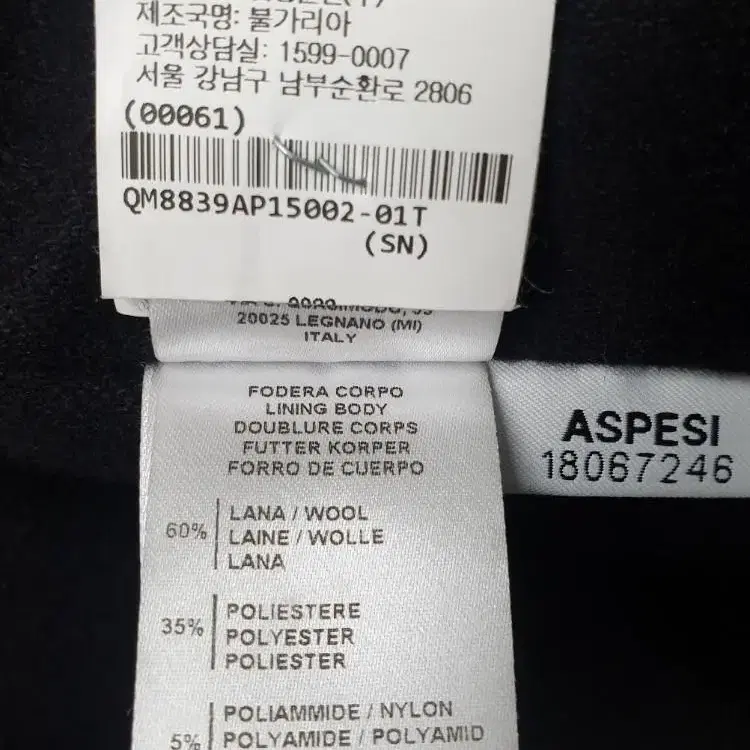 제조국명: 불가리아
고객상담실: 1599-0007
서울 강남구 남부순환로 2806
(00061)
QM8839AP15002-01T
(SN)
20025 LEGNANO (MI)
ITALY
FODERA CORPO
LINING BODY
DOUBLURE CORPS
FUTTER KORPER
FORRO DE CUERPO
ASPESI
18067246
60%
LANA / WOOL
LAINE / WOLLE
LANA
35%
POLIESTERE
POLYESTER
POLIESTER
5%
POLIAMMIDE / NYLON
POLYAMIDE / POLYAMID